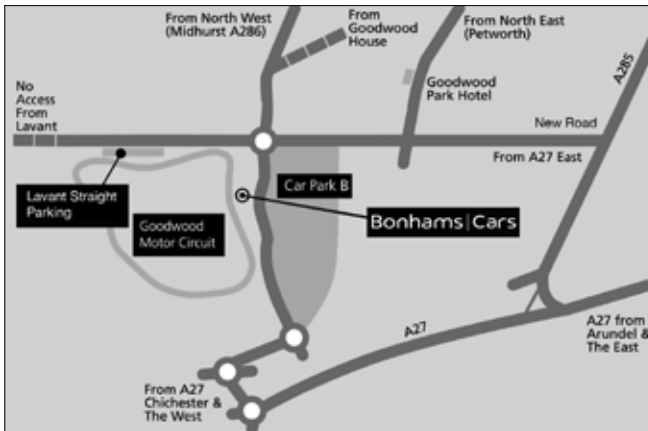 From North West
(Midhurst A286)
From
Goodwood
House
From North East
(Petworth)
A285
Goodwood
Park Hotel
No
Access
From
Lavant
New Road
From A27 East
Lavant Straight
Parking
Car Park B
Goodwood
Motor Circuit
Bonhams|Cars
A27
A27 from
Arundel &
The East
From A27
Chichester &
The West